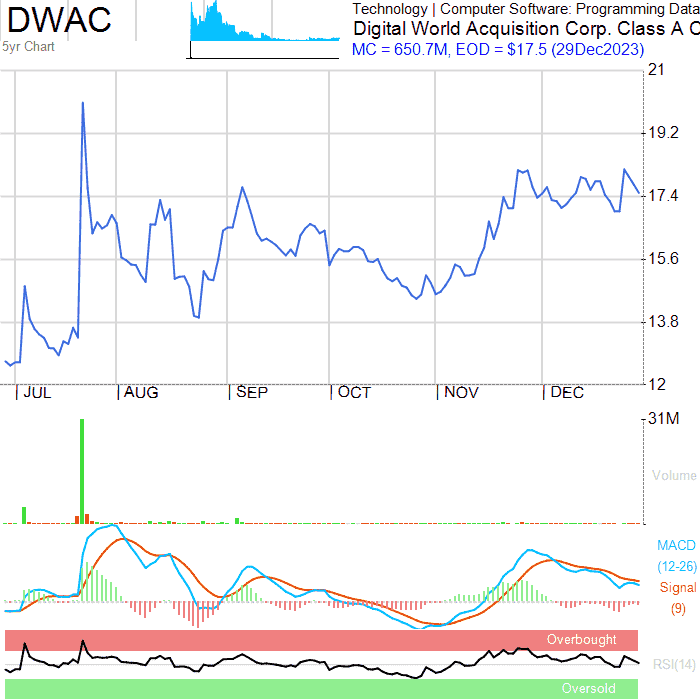 DWAC
5yr Chart
Technology | Computer Software: Programming Data
Digital World Acquisition Corp. Class A C
MC = 650.7M, EOD = $17.5 (29Dec2023)
21
19.2
17.4
15.6
13.8
12
JUL AUG SEP OCT NOV DEC
31M
Volume
MACD
(12-26)
Signal
(9)
Overbought
RSI(14)
Oversold